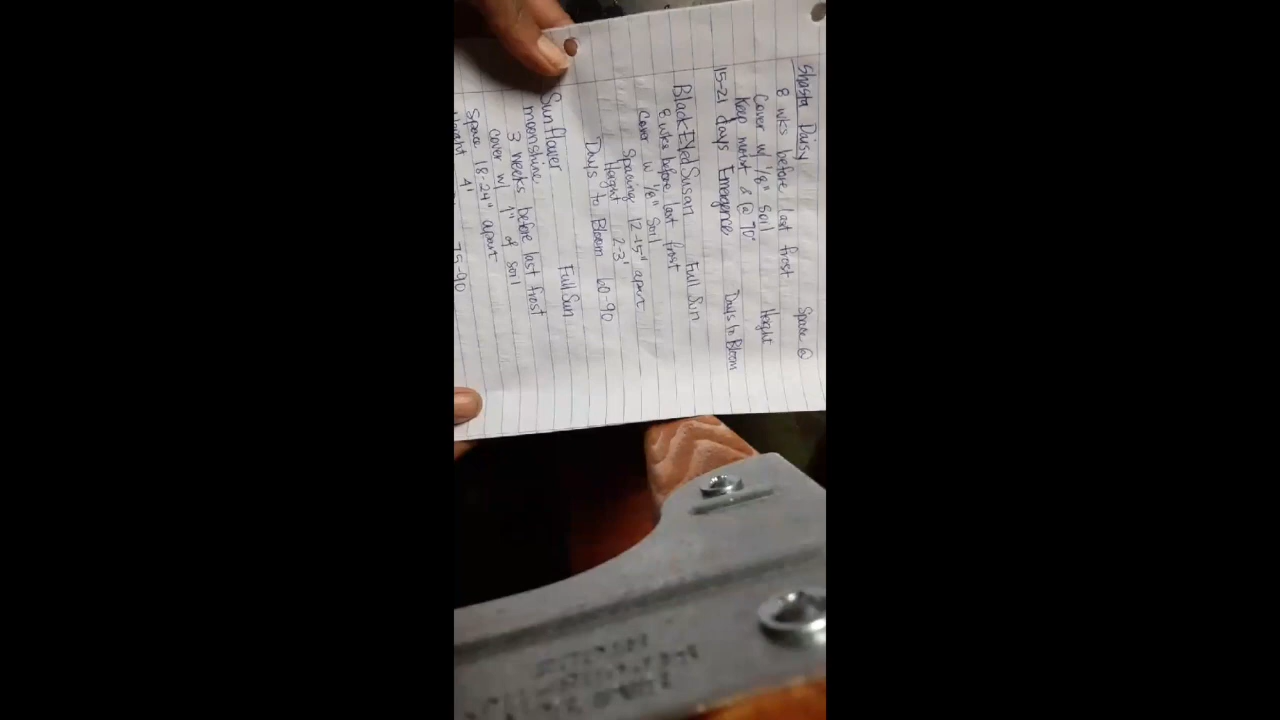 Shasta Daisy Space @
8 wks before last frost
Cover w/ 1/8" Soil Height
Keep moist & @ 70°
15-21 days Emergence Days to Bloom
Black Eyed Susan Full Sun
8 wks before last frost
Cover w 1/8" Soil
Spacing 12-15" apart
Height 2-3'
Days to Bloom 60-90
Sunflower Full Sun
moonshine
3 weeks before last frost
cover w/ 1" of soil
Space 18-24" apart
Height 4'
75-90